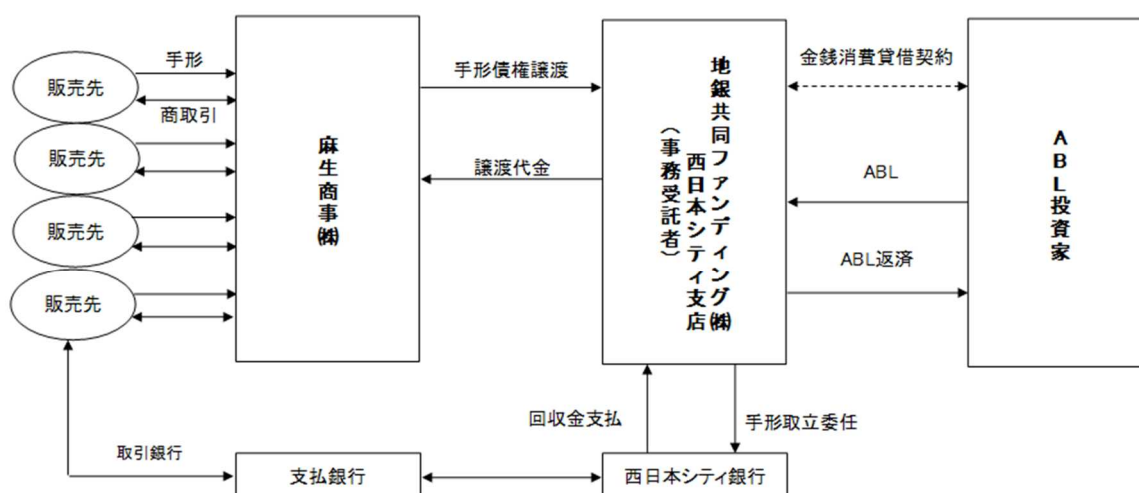 販売先
販売先
販売先
販売先
手形
商取引
麻生商事㈱
手形債権譲渡
譲渡代金
地銀共同ファンディング㈱
西日本シティ支店
（事務受託者）
金銭消費貸借契約
ABL
ABL返済
ABL投資家
回収金支払
手形取立委任
取引銀行
支払銀行
西日本シティ銀行